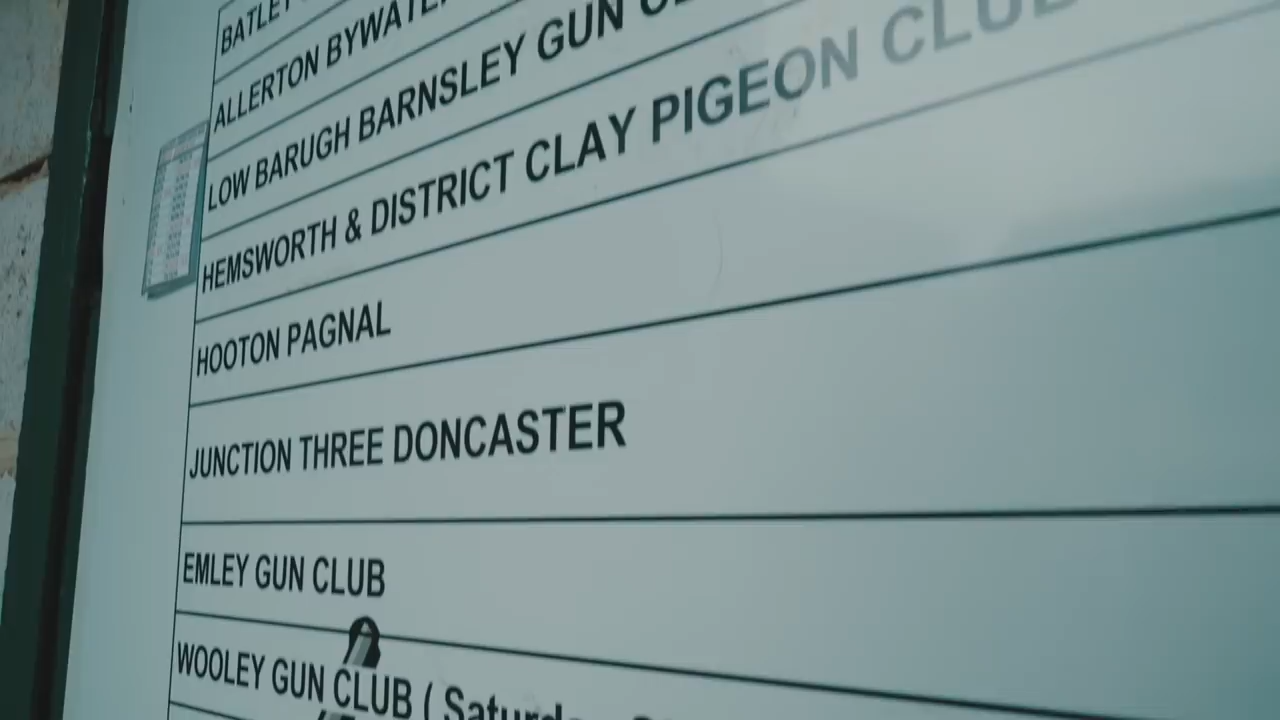 ALLERTON
LOW BARUGH BARNSLEY GUN
HEMSWORTH & DISTRICT CLAY PIGEON CLUB
HOOTON PAGNAL
JUNCTION THREE DONCASTER
EMLEY GUN CLUB
WOOLEY GUN CLUB (